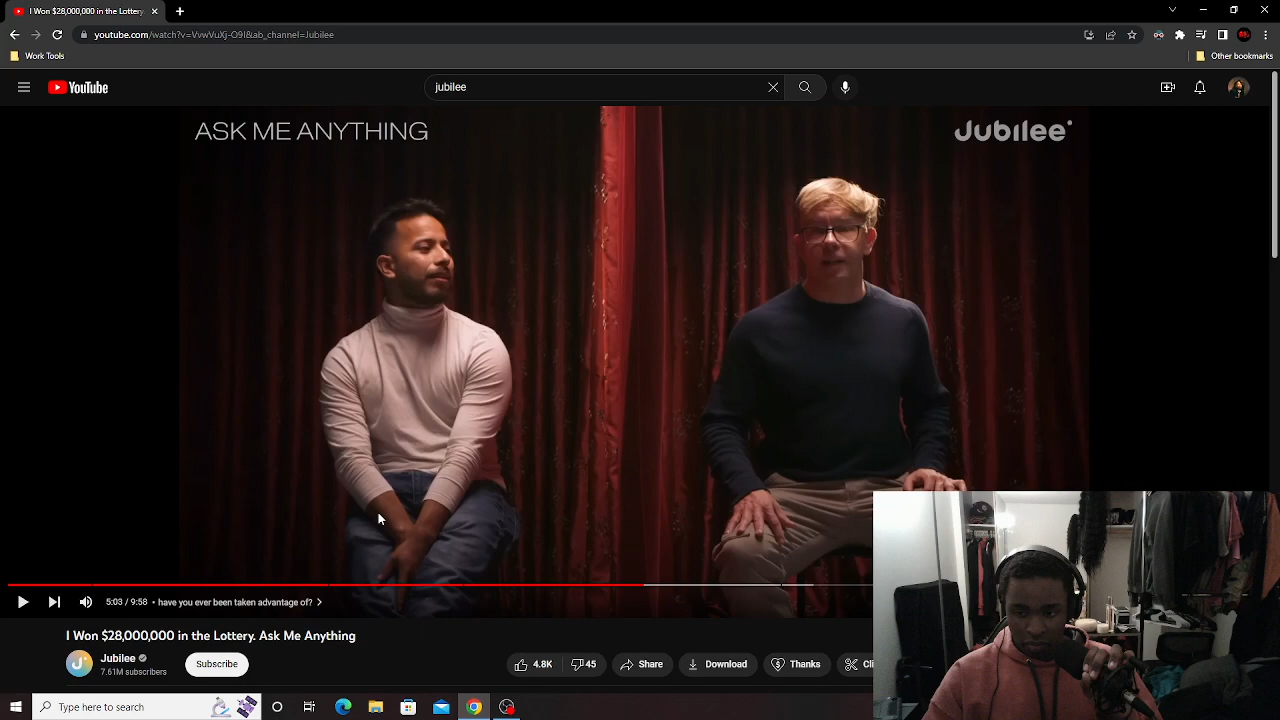 I Won $28,000,000 in the Lottery.
youtube.com/watch?v=VvwVuXj-O9I&ab_channel=Jubilee
Work Tools
Other bookmarks
YouTube
jubilee
ASK ME ANYTHING
Jubilee
5:03 / 9:58 • have you ever been taken advantage of?
I Won $28,000,000 in the Lottery. Ask Me Anything
Jubilee
7.61M subscribers
Subscribe
4.8K
45
Share
Download
Thanks
Cli
Type here to search